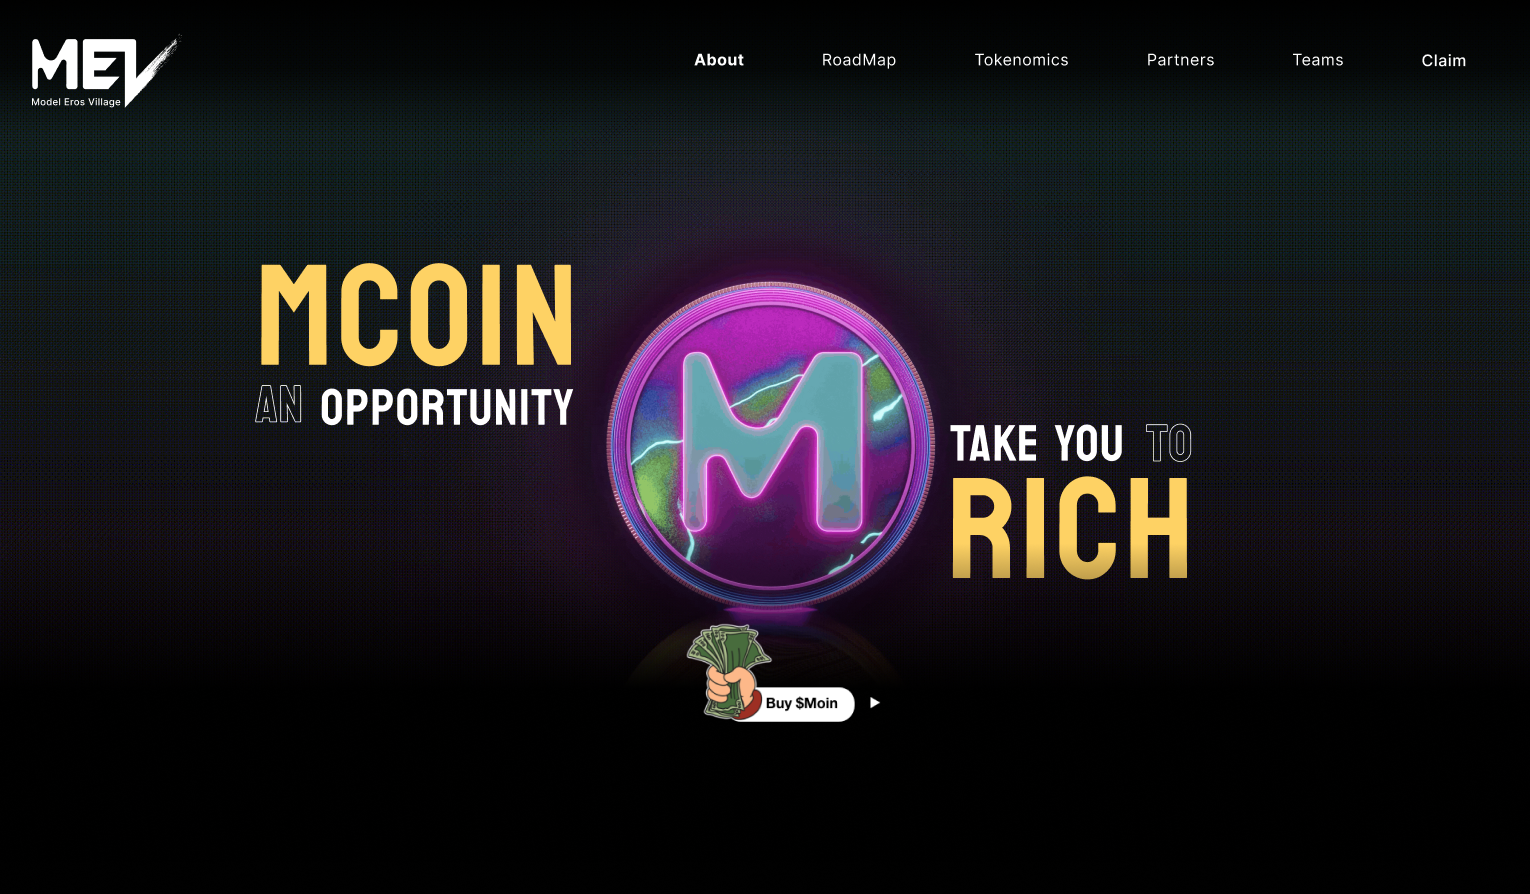 MEV
Model Eros Village
About RoadMap Tokenomics Partners Teams Claim
MCOIN
AN OPPORTUNITY
M
TAKE YOU TO
RICH
Buy $Moin